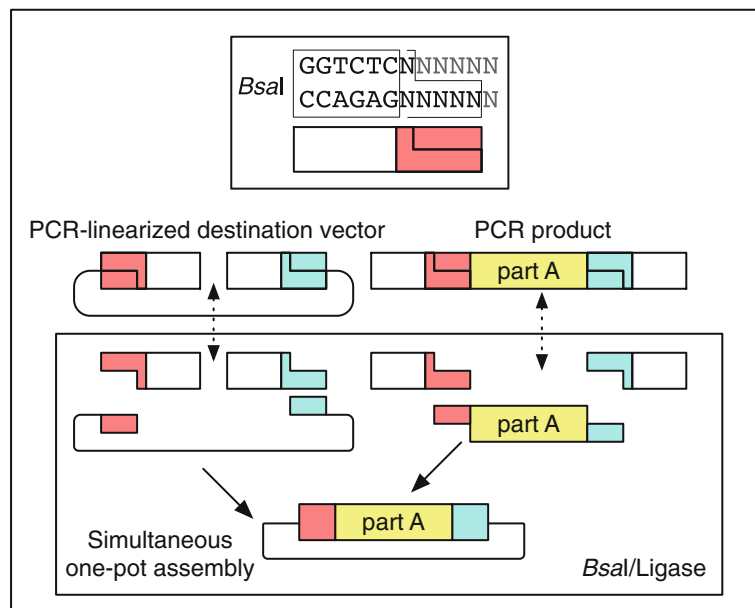 BsaI
GGTCTCNNNNNN
CCAGAGNNNNNN
PCR-linearized destination vector
PCR product
part A
part A
part A
Simultaneous
one-pot assembly
BsaI/Ligase